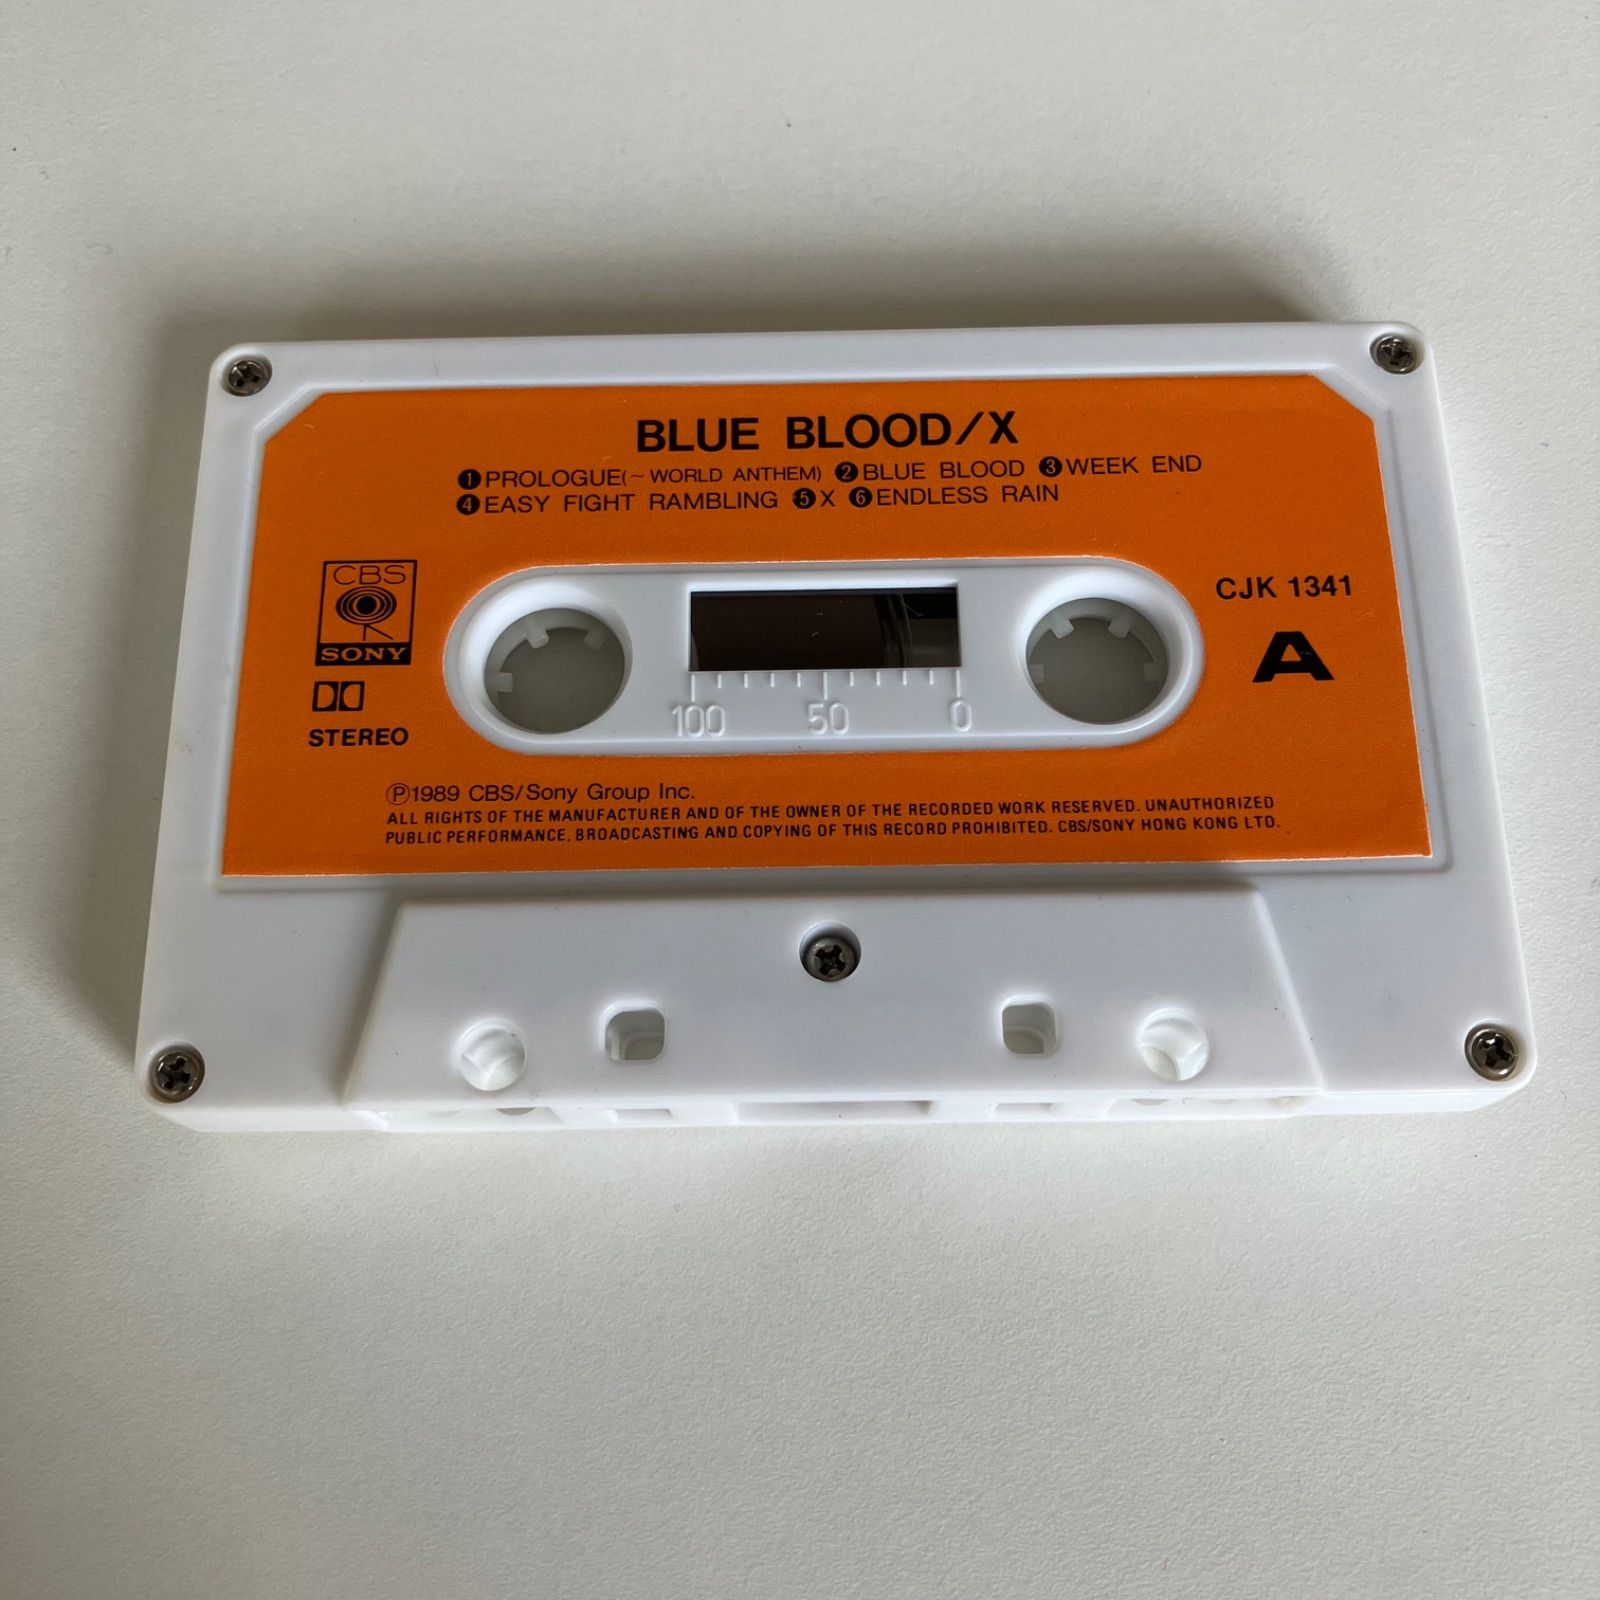 BLUE BLOOD/X
❶PROLOGUE(~WORLD ANTHEM) ❷BLUE BLOOD ❸WEEK END
❹EASY FIGHT RAMBLING ❺X ❻ENDLESS RAIN
CBS
SONY
STEREO
CJK 1341
A
100 50 0
Ⓟ1989 CBS/Sony Group Inc.
ALL RIGHTS OF THE MANUFACTURER AND OF THE OWNER OF THE RECORDED WORK RESERVED. UNAUTHORIZED
PUBLIC PERFORMANCE, BROADCASTING AND COPYING OF THIS RECORD PROHIBITED. CBS/SONY HONG KONG LTD.